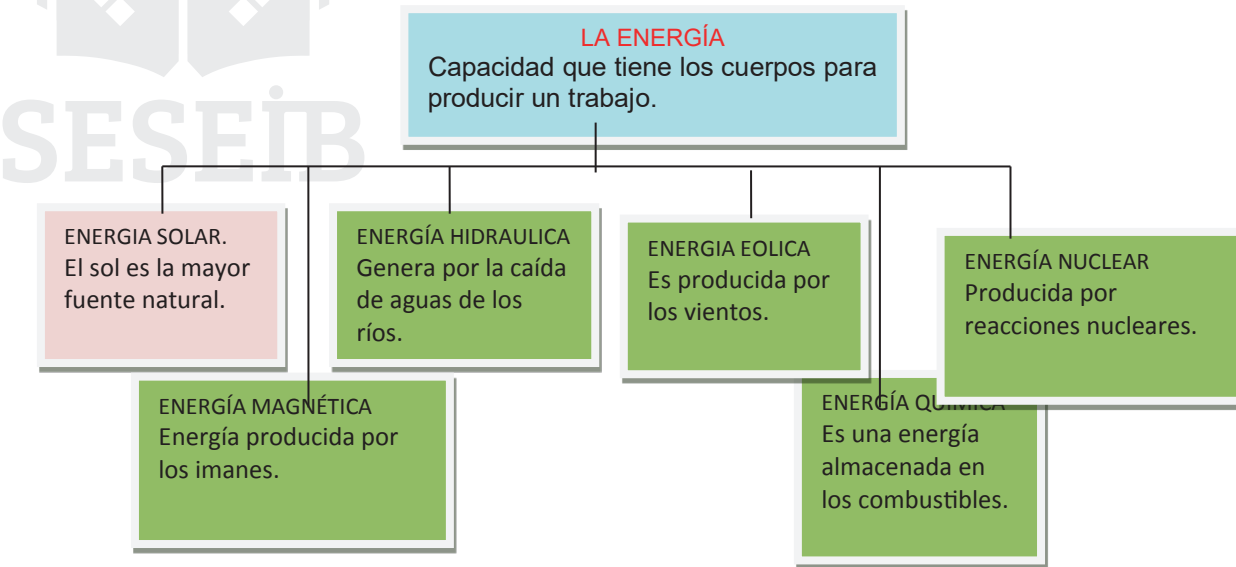 SESEIB
LA ENERGÍA
Capacidad que tiene los cuerpos para
producir un trabajo.
ENERGIA SOLAR.
El sol es la mayor
fuente natural.
ENERGÍA HIDRAULICA
Genera por la caída
de aguas de los
ríos.
ENERGIA EOLICA
Es producida por
los vientos.
ENERGÍA NUCLEAR
Producida por
reacciones nucleares.
ENERGÍA MAGNÉTICA
Energía producida por
los imanes.
ENERGÍA QUIMICA
Es una energía
almacenada en
los combustibles.